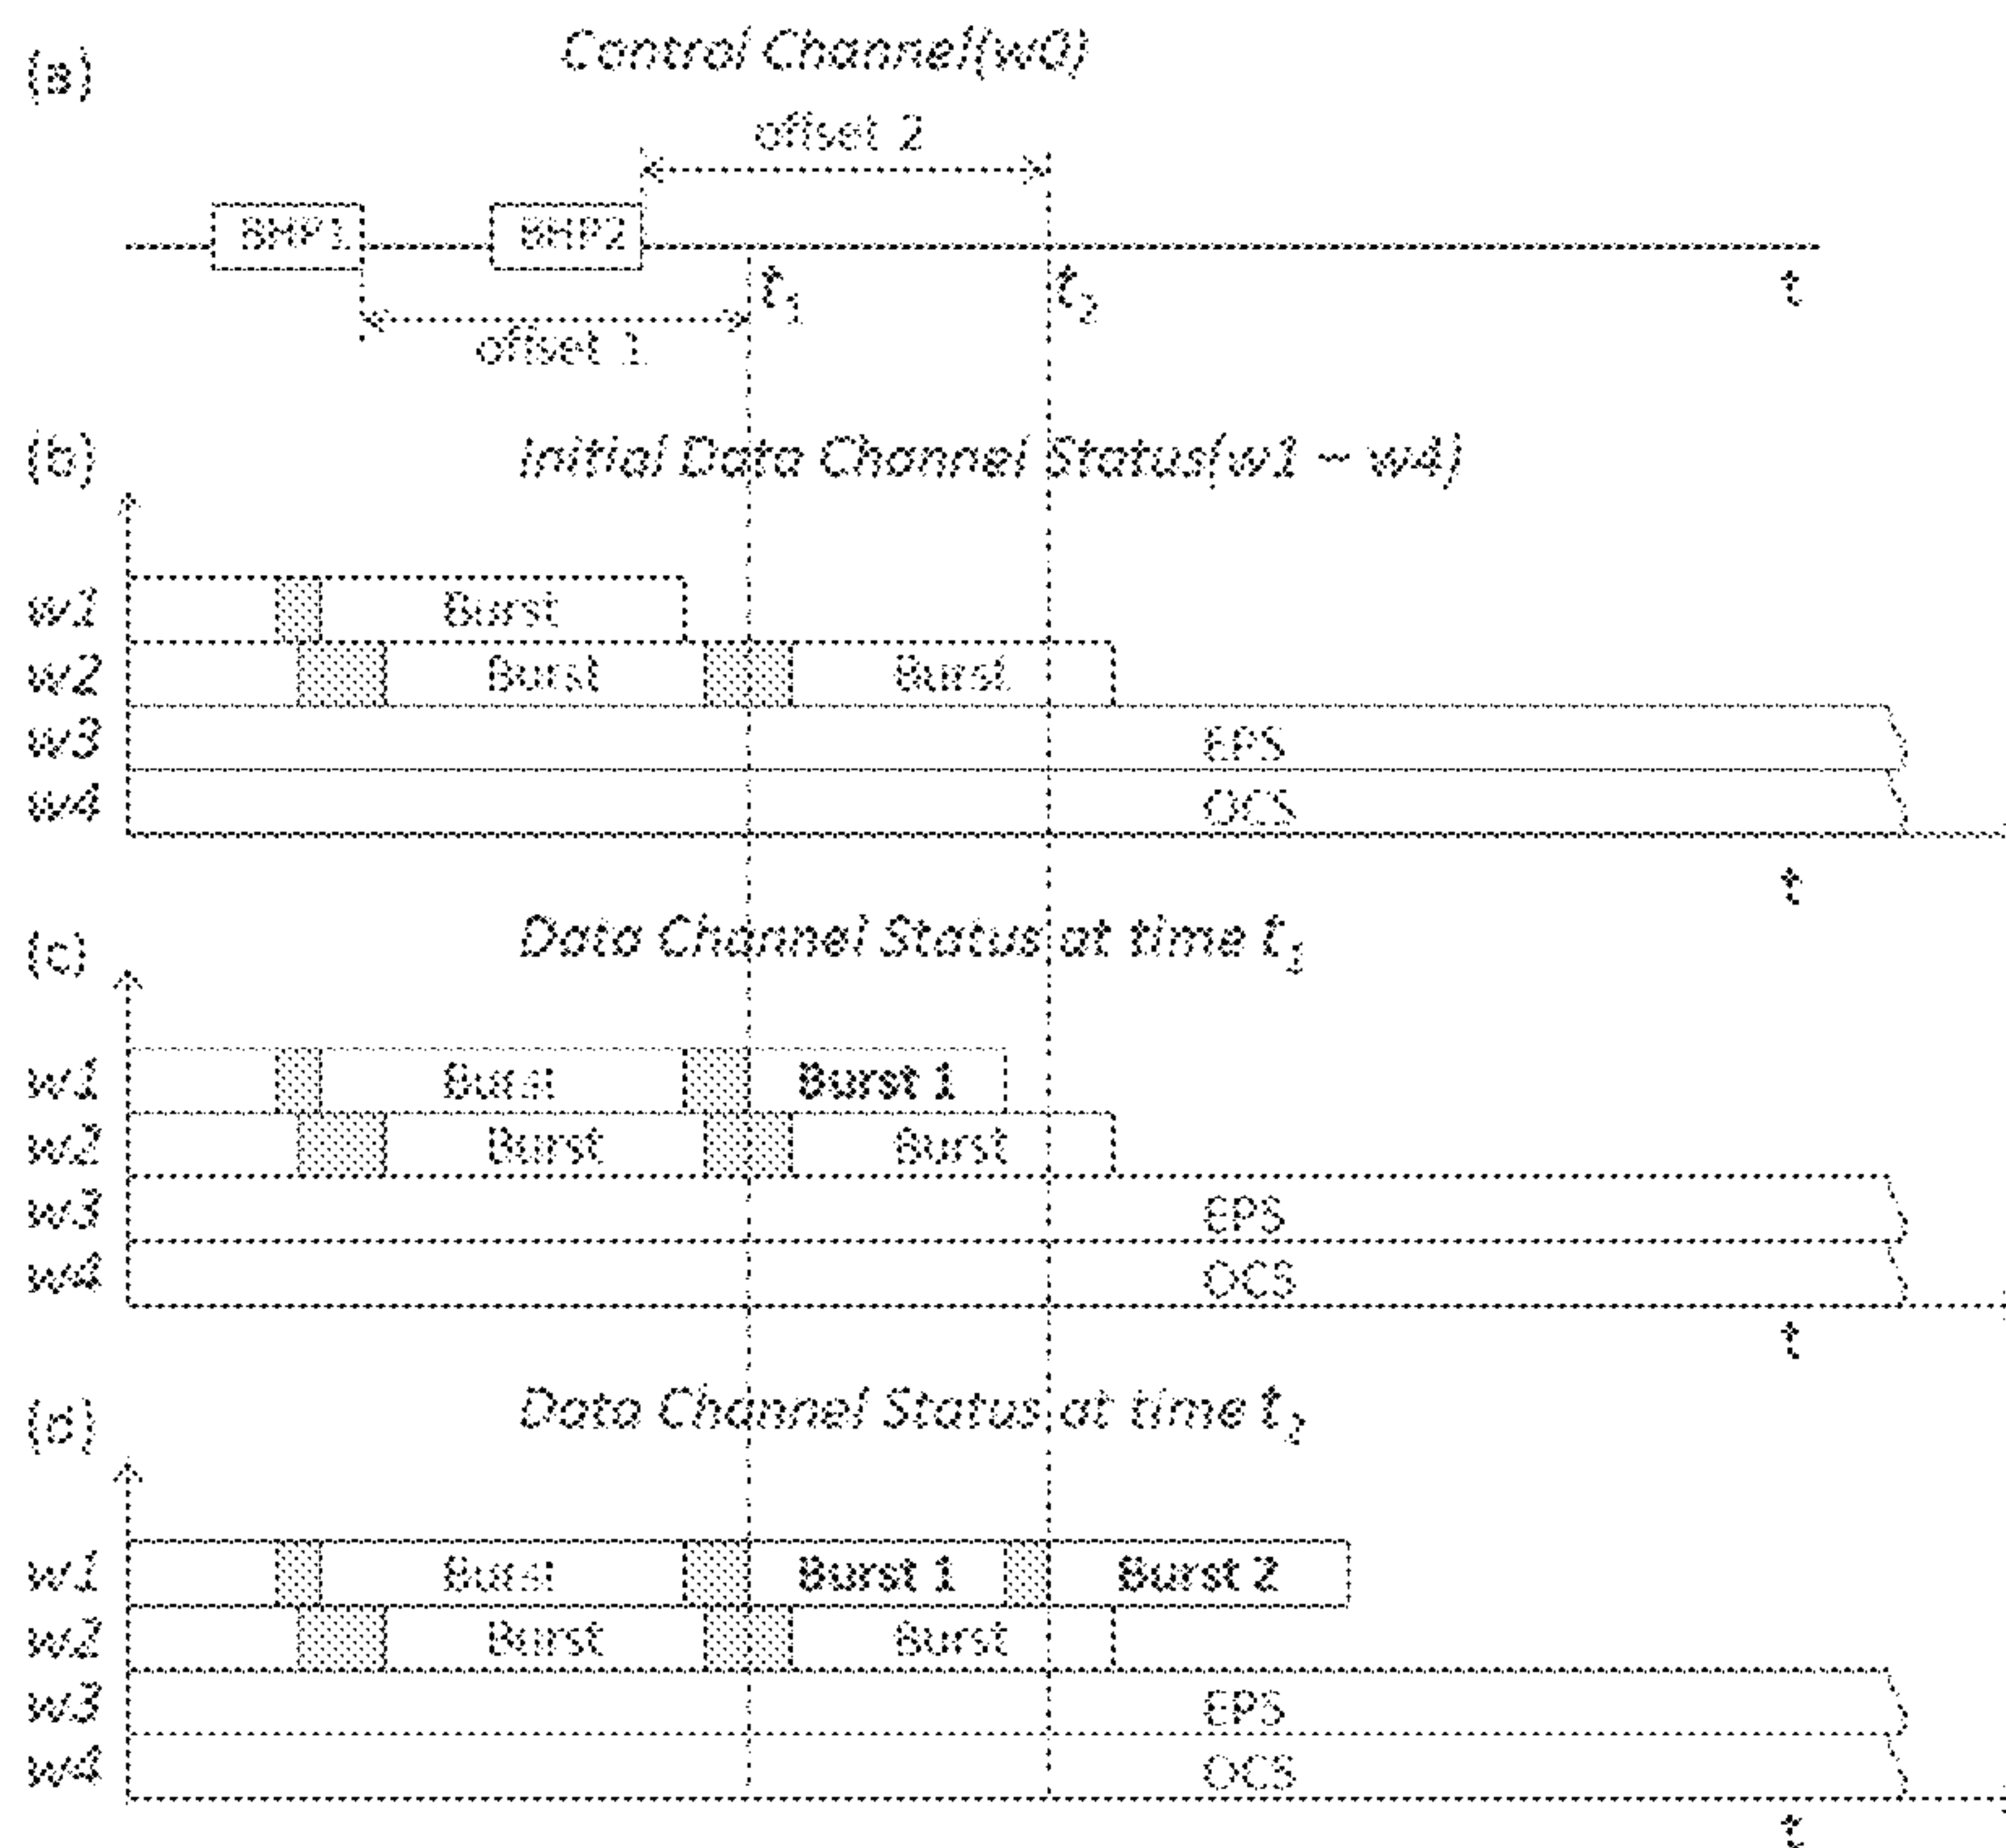 (a)
Control Channel(w0)
offset 2
BHP1 BHP2
t1 t2 t
offset 1
(b)
Initial Data Channel Status(w1 ~ w4)
w1 Burst
w2 Burst Burst
w3 EPS
w4 OCS
t
(c)
Data Channel Status at time t1
w1 Burst Burst 1
w2 Burst Burst
w3 EPS
w4 OCS
t
(d)
Data Channel Status at time t2
w1 Burst Burst 1 Burst 2
w2 Burst Burst
w3 EPS
w4 OCS
t